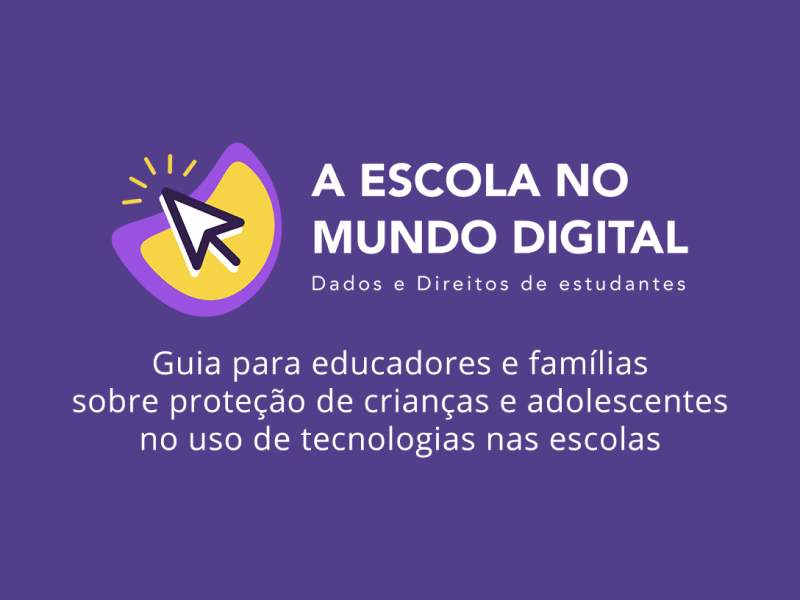 A ESCOLA NO
MUNDO DIGITAL
Dados e Direitos de estudantes
Guia para educadores e famílias
sobre proteção de crianças e adolescentes
no uso de tecnologias nas escolas